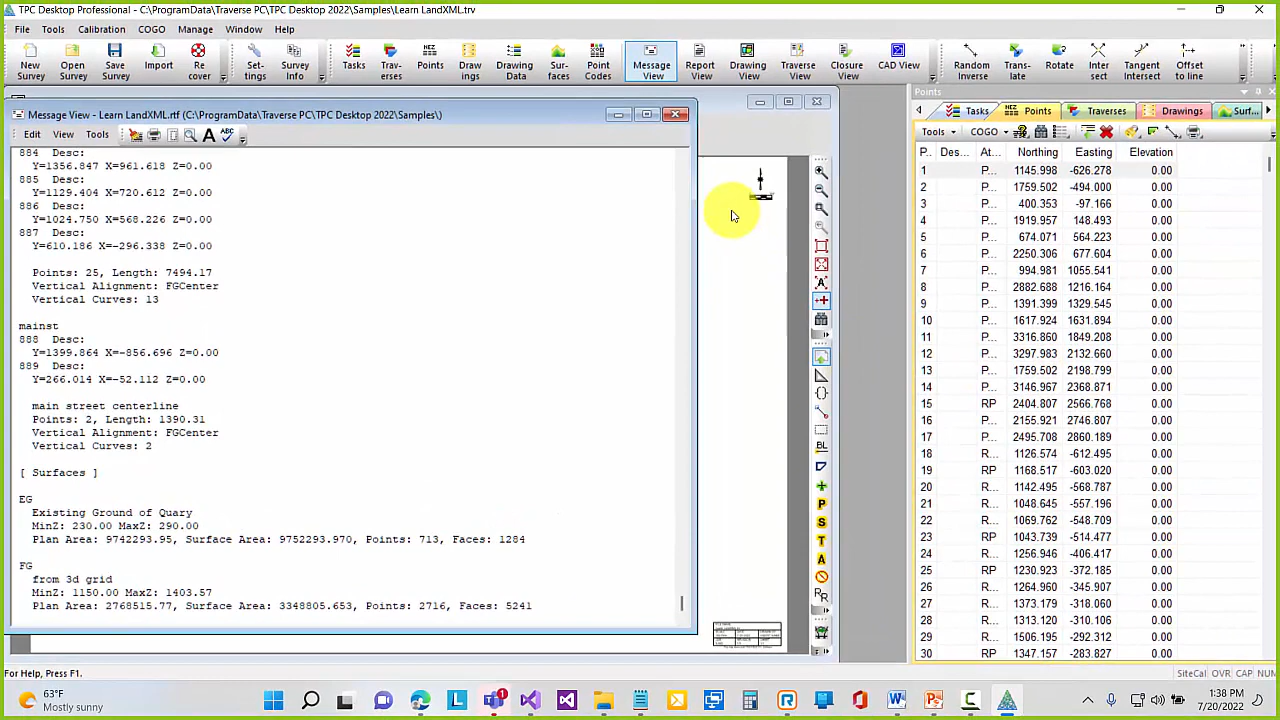 TPC Desktop Professional - C:\ProgramData\Traverse PC\TPC Desktop 2022\Samples\Learn LandXML.trv
File Tools Calibration COGO Manage Window Help
New Survey
Open Survey
Save Survey
Import
Re cover
Set- tings
Survey Info
Tasks
Trav- erses
Points
Draw ings
Drawing Data
Sur- faces
Point Codes
Message View
Report View
Drawing View
Traverse View
Closure View
CAD View
Random Inverse
Trans- late
Rotate
Inter sect
Tangent Intersect
Offset to line
Message View - Learn LandXML.rtf (C:\ProgramData\Traverse PC\TPC Desktop 2022\Samples\)
Edit View Tools
884 Desc:
Y=1356.847 X=961.618 Z=0.00
885 Desc:
Y=1129.404 X=720.612 Z=0.00
886 Desc:
Y=1024.750 X=568.226 Z=0.00
887 Desc:
Y=610.186 X=-296.338 Z=0.00
Points: 25, Length: 7494.17
Vertical Alignment: FGCenter
Vertical Curves: 13
mainst
888 Desc:
Y=1399.864 X=-856.696 Z=0.00
889 Desc:
Y=266.014 X=-52.112 Z=0.00
main street centerline
Points: 2, Length: 1390.31
Vertical Alignment: FGCenter
Vertical Curves: 2
[ Surfaces ]
EG
Existing Ground of Quary
MinZ: 230.00 MaxZ: 290.00
Plan Area: 9742293.95, Surface Area: 9752293.970, Points: 713, Faces: 1284
FG
from 3d grid
MinZ: 1150.00 MaxZ: 1403.57
Plan Area: 2768515.77, Surface Area: 3348805.653, Points: 2716, Faces: 5241
Points
Tasks Points Traverses Drawings Surf...
Tools COGO
P.. Des... At... Northing Easting Elevation
1 P... 1145.998 -626.278 0.00
2 P... 1759.502 -494.000 0.00
3 P... 400.353 -97.166 0.00
4 P... 1919.957 148.493 0.00
5 P... 674.071 564.223 0.00
6 P... 2250.306 677.604 0.00
7 P... 994.981 1055.541 0.00
8 P... 2882.688 1216.164 0.00
9 P... 1391.399 1329.545 0.00
10 P... 1617.924 1631.894 0.00
11 P... 3316.860 1849.208 0.00
12 P... 3297.983 2132.660 0.00
13 P... 1759.502 2198.799 0.00
14 P... 3146.967 2368.871 0.00
15 RP 2404.807 2566.768 0.00
16 P... 2155.921 2746.807 0.00
17 P... 2495.708 2860.189 0.00
18 R... 1126.574 -612.495 0.00
19 RP 1168.517 -603.020 0.00
20 R... 1142.495 -568.787 0.00
21 R... 1048.645 -557.196 0.00
22 R... 1069.762 -548.709 0.00
23 RP 1043.739 -514.477 0.00
24 R... 1256.946 -406.417 0.00
25 RP 1230.923 -372.185 0.00
26 R... 1264.960 -345.907 0.00
27 R... 1373.179 -318.060 0.00
28 R... 1313.120 -310.106 0.00
29 R... 1506.195 -292.312 0.00
30 RP 1347.157 -283.827 0.00
A
BL
P
S
T
A
For Help, Press F1.
SiteCal OVR CAP NUM
63°F
Mostly sunny
1:38 PM
7/20/2022